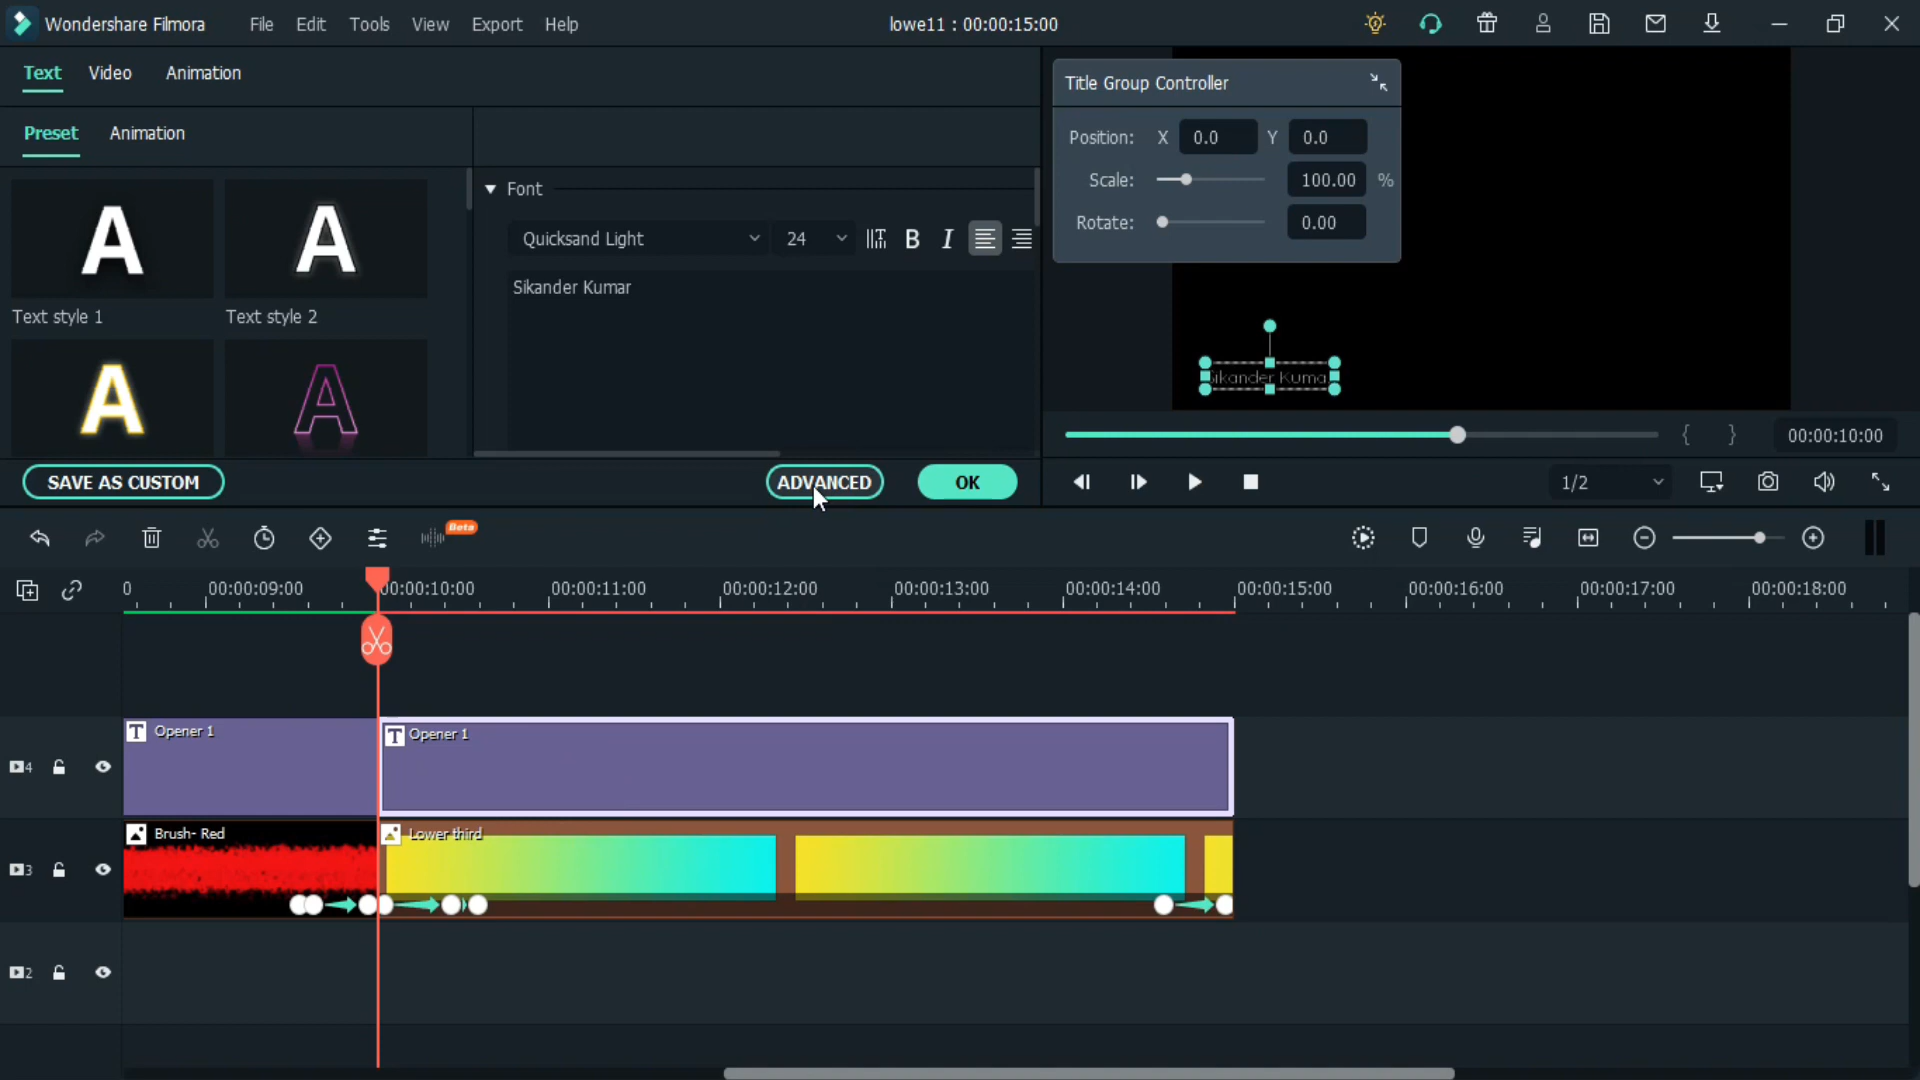 Wondershare Filmora File Edit Tools View Export Help lowe11 : 00:00:15:00
Text Video Animation
Preset Animation
Title Group Controller
Position: X 0.0 Y 0.0
Scale: 100.00 %
Rotate: 0.00
Font
Quicksand Light 24 B I
Sikander Kumar
A A
Text style 1 Text style 2
A A
Sikander Kuma
SAVE AS CUSTOM ADVANCED OK
{ } 00:00:10:00
1/2
Beta
0 00:00:09:00 00:00:10:00 00:00:11:00 00:00:12:00 00:00:13:00 00:00:14:00 00:00:15:00 00:00:16:00 00:00:17:00 00:00:18:00
4 T Opener 1 T Opener 1
3 Brush- Red Lower third
2